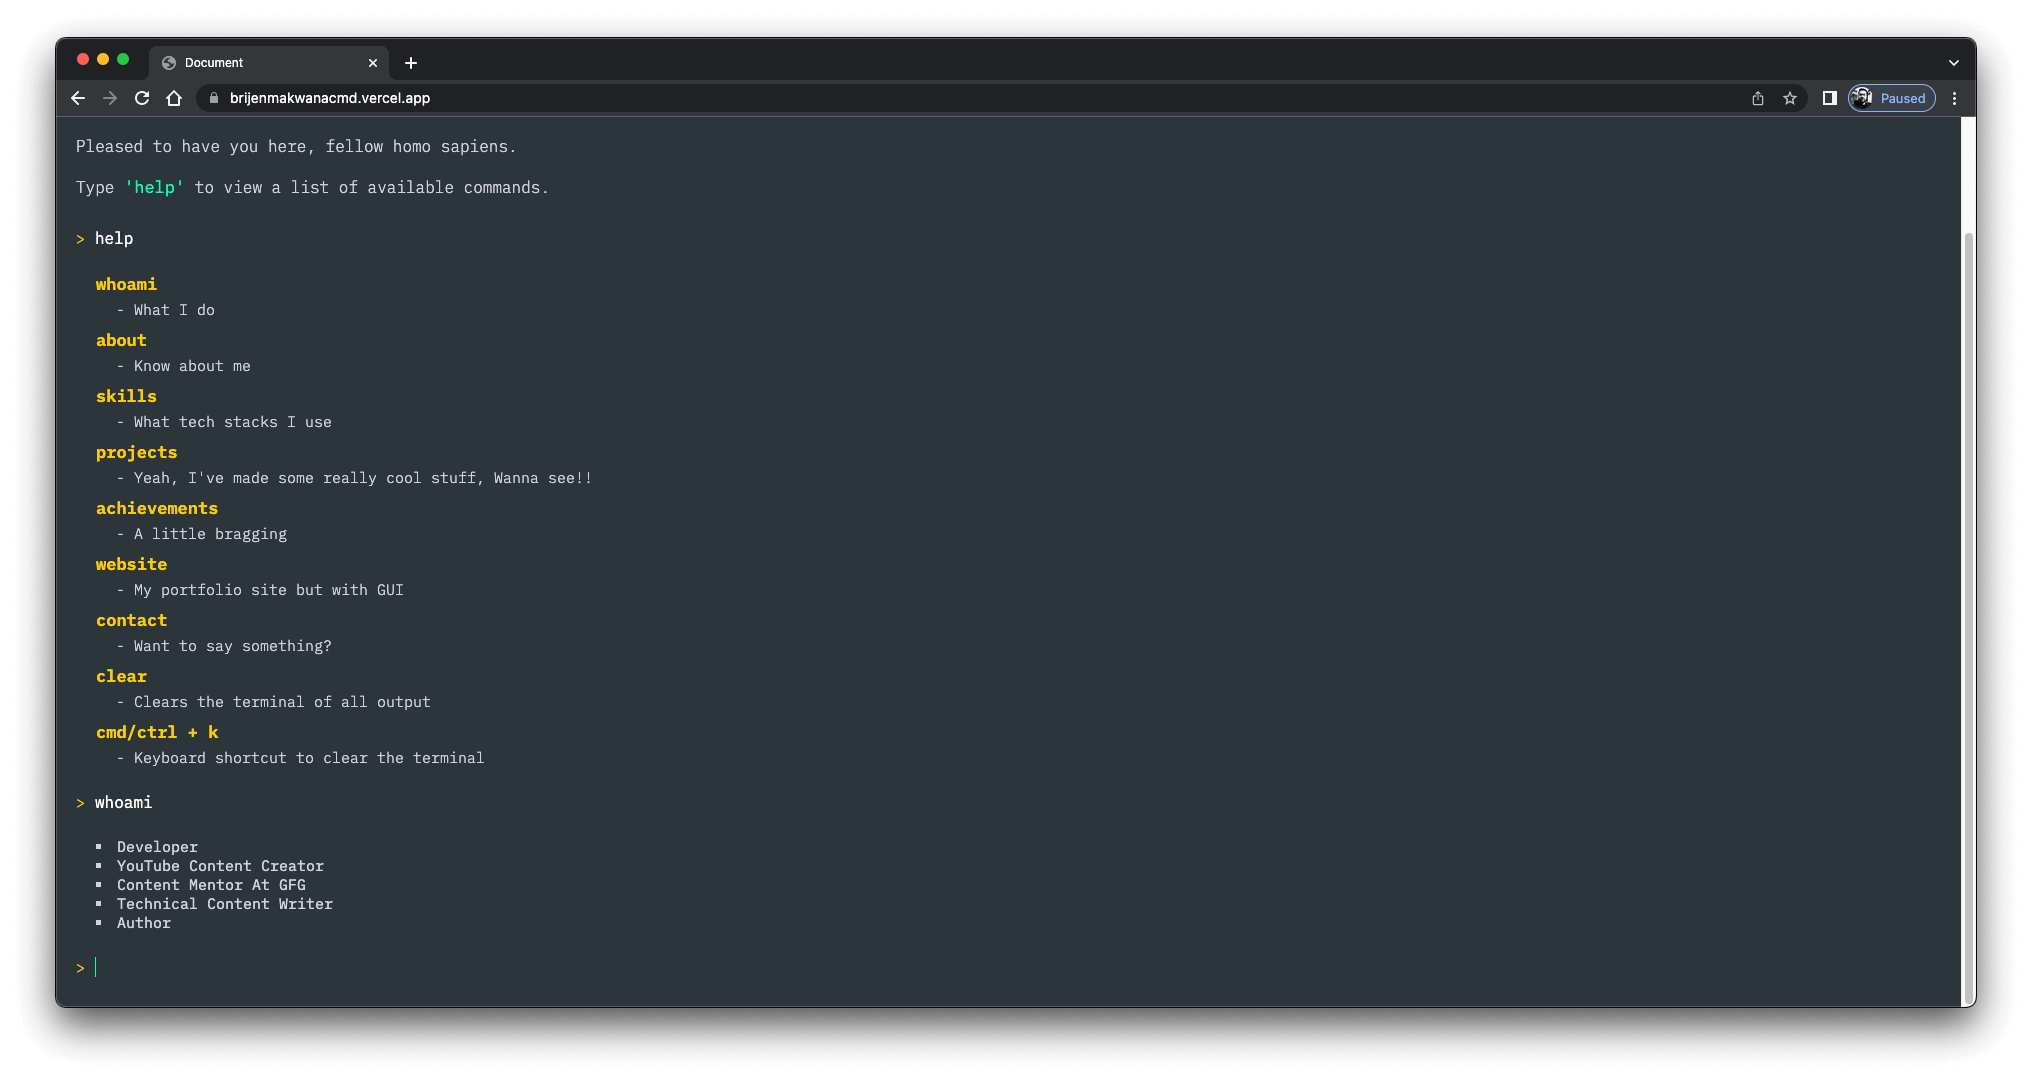 Document
brijenmakwanacmd.vercel.app
Paused
Pleased to have you here, fellow homo sapiens.
Type 'help' to view a list of available commands.
> help
whoami
- What I do
about
- Know about me
skills
- What tech stacks I use
projects
- Yeah, I've made some really cool stuff, Wanna see!!
achievements
- A little bragging
website
- My portfolio site but with GUI
contact
- Want to say something?
clear
- Clears the terminal of all output
cmd/ctrl + k
- Keyboard shortcut to clear the terminal
> whoami
▪ Developer
▪ YouTube Content Creator
▪ Content Mentor At GFG
▪ Technical Content Writer
▪ Author
>